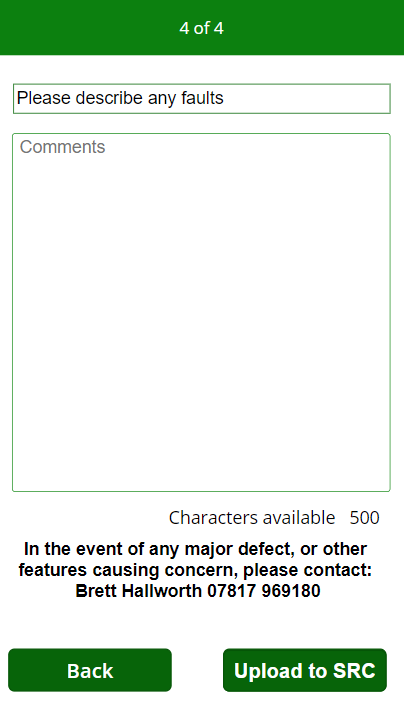 4 of 4
Please describe any faults
Comments
Characters available 500
In the event of any major defect, or other
features causing concern, please contact:
Brett Hallworth 07817 969180
Back
Upload to SRC